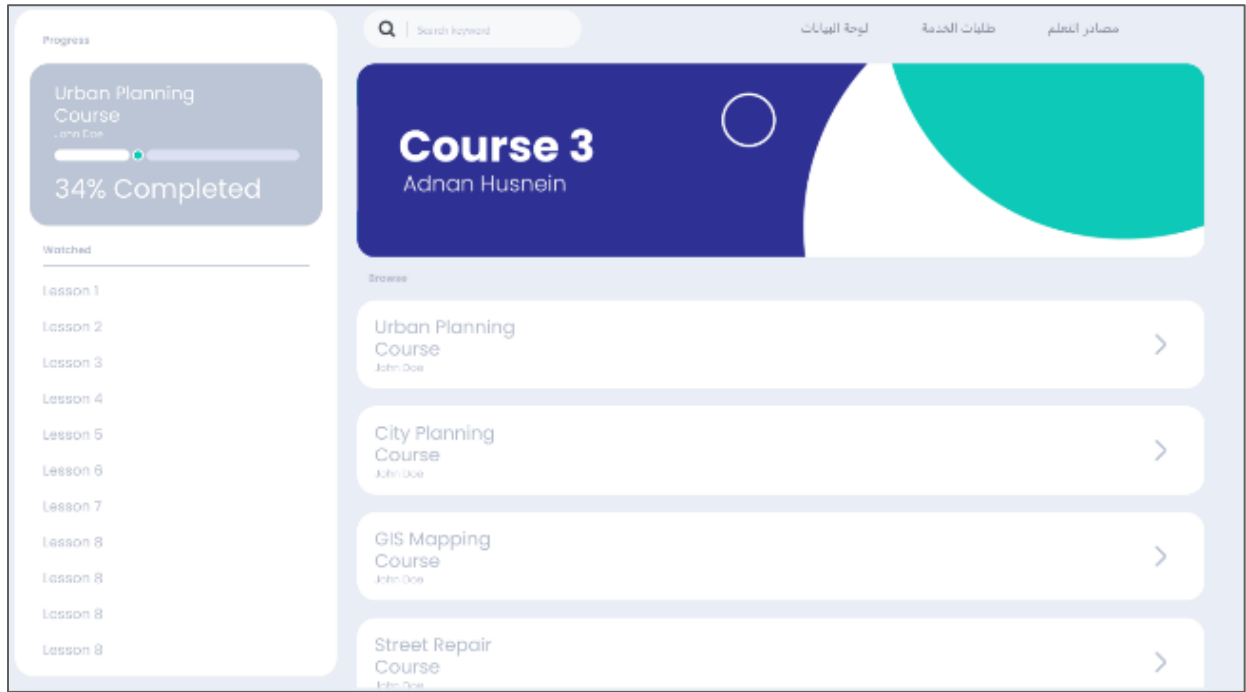 Progress
Urban Planning
Course
John Doe
34% Completed
Watched
Lesson 1
Lesson 2
Lesson 3
Lesson 4
Lesson 5
Lesson 6
Lesson 7
Lesson 8
Lesson 8
Lesson 8
Lesson 8
Search keyword
مصادر التعلم
طلبات الخدمة
لوحة البيانات
Course 3
Adnan Husnein
Browse
Urban Planning
Course
John Doe
City Planning
Course
John Doe
GIS Mapping
Course
John Doe
Street Repair
Course
John Doe